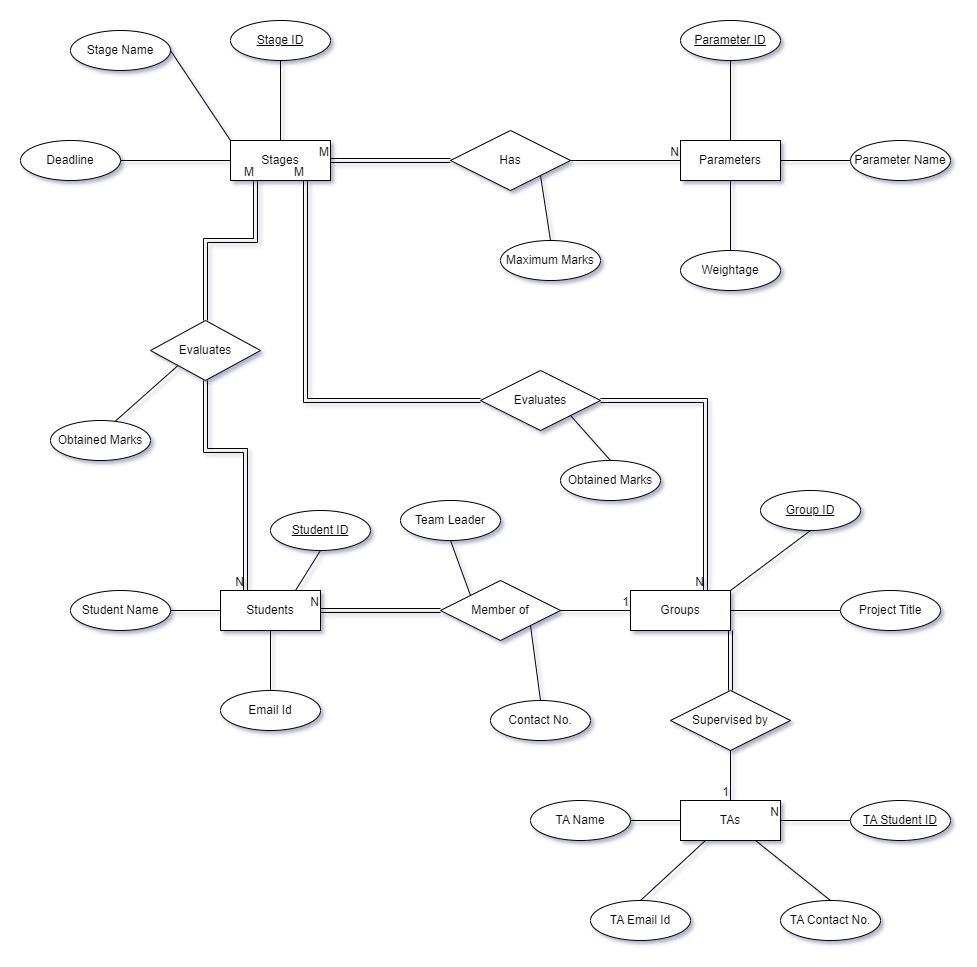 Stage ID
Parameter ID
Stage Name
M
N
Deadline
Stages
Has
Parameters
Parameter Name
M
M
Maximum Marks
Weightage
Evaluates
Evaluates
Obtained Marks
Obtained Marks
Group ID
Team Leader
Student ID
N
N
N
1
Student Name
Students
Member of
Groups
Project Title
Email Id
Contact No.
Supervised by
1
N
TA Name
TAs
TA Student ID
TA Email Id
TA Contact No.